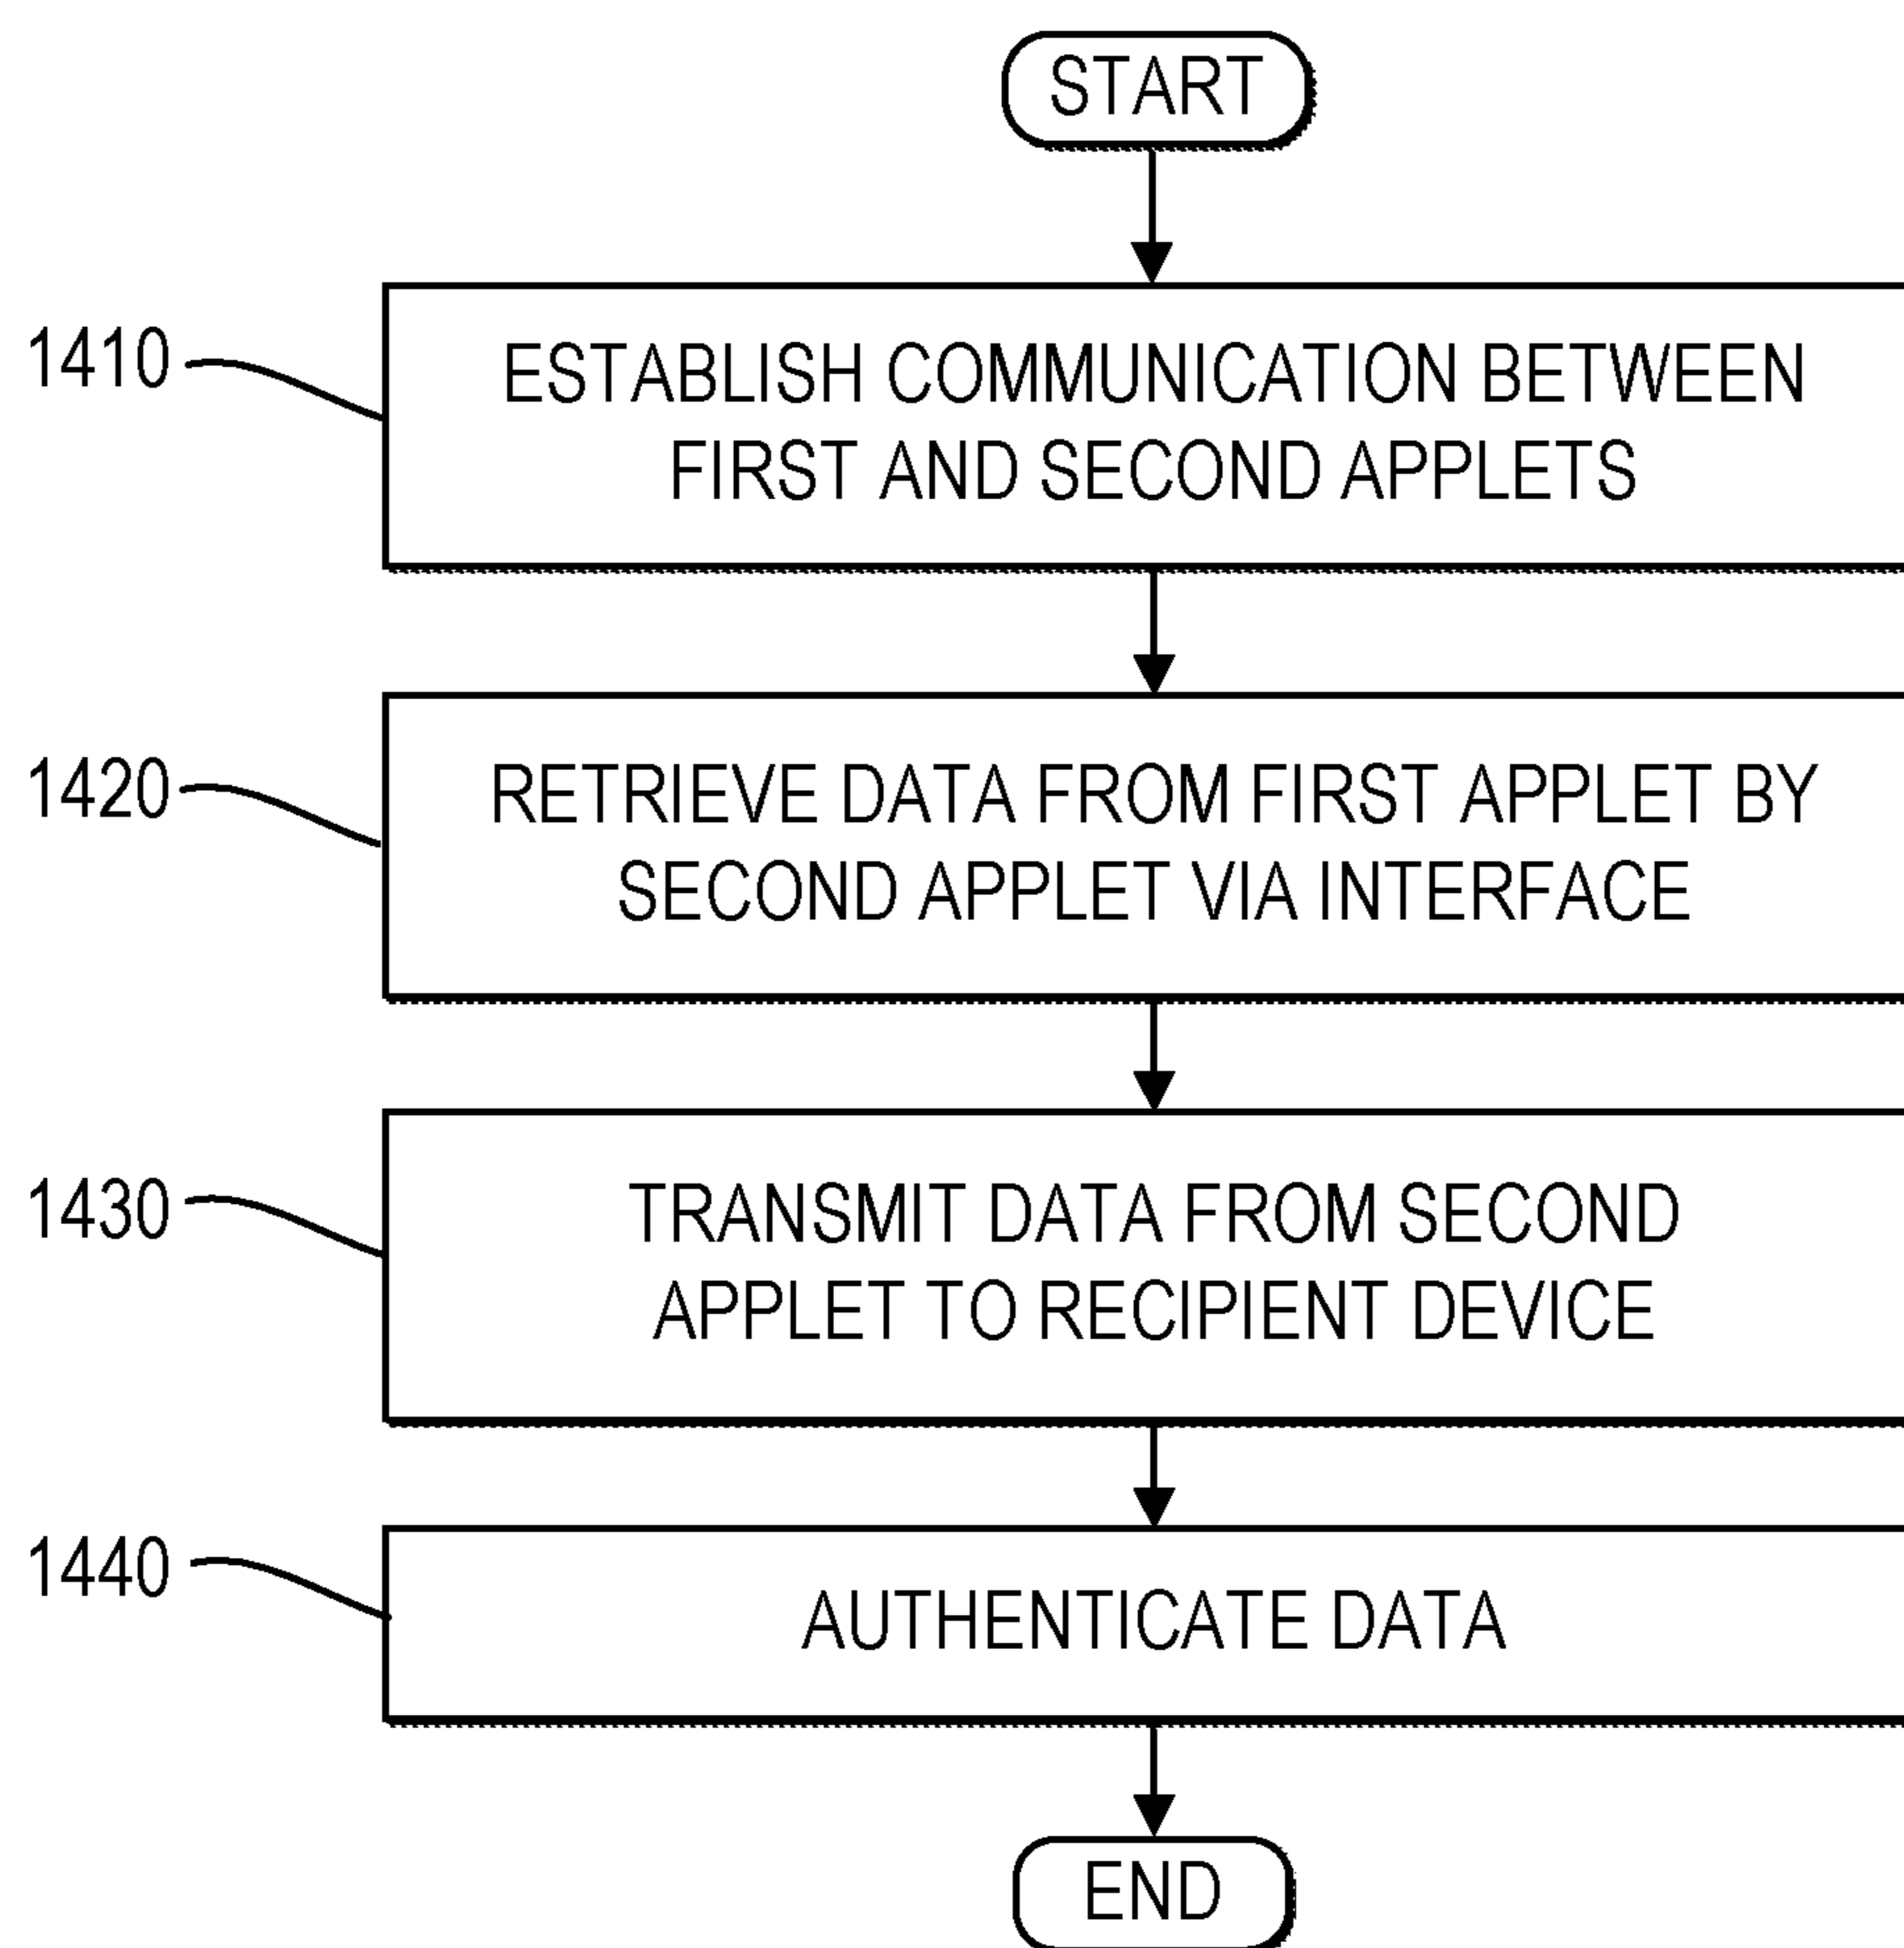 START
1410
ESTABLISH COMMUNICATION BETWEEN
FIRST AND SECOND APPLETS
1420
RETRIEVE DATA FROM FIRST APPLET BY
SECOND APPLET VIA INTERFACE
1430
TRANSMIT DATA FROM SECOND
APPLET TO RECIPIENT DEVICE
1440
AUTHENTICATE DATA
END